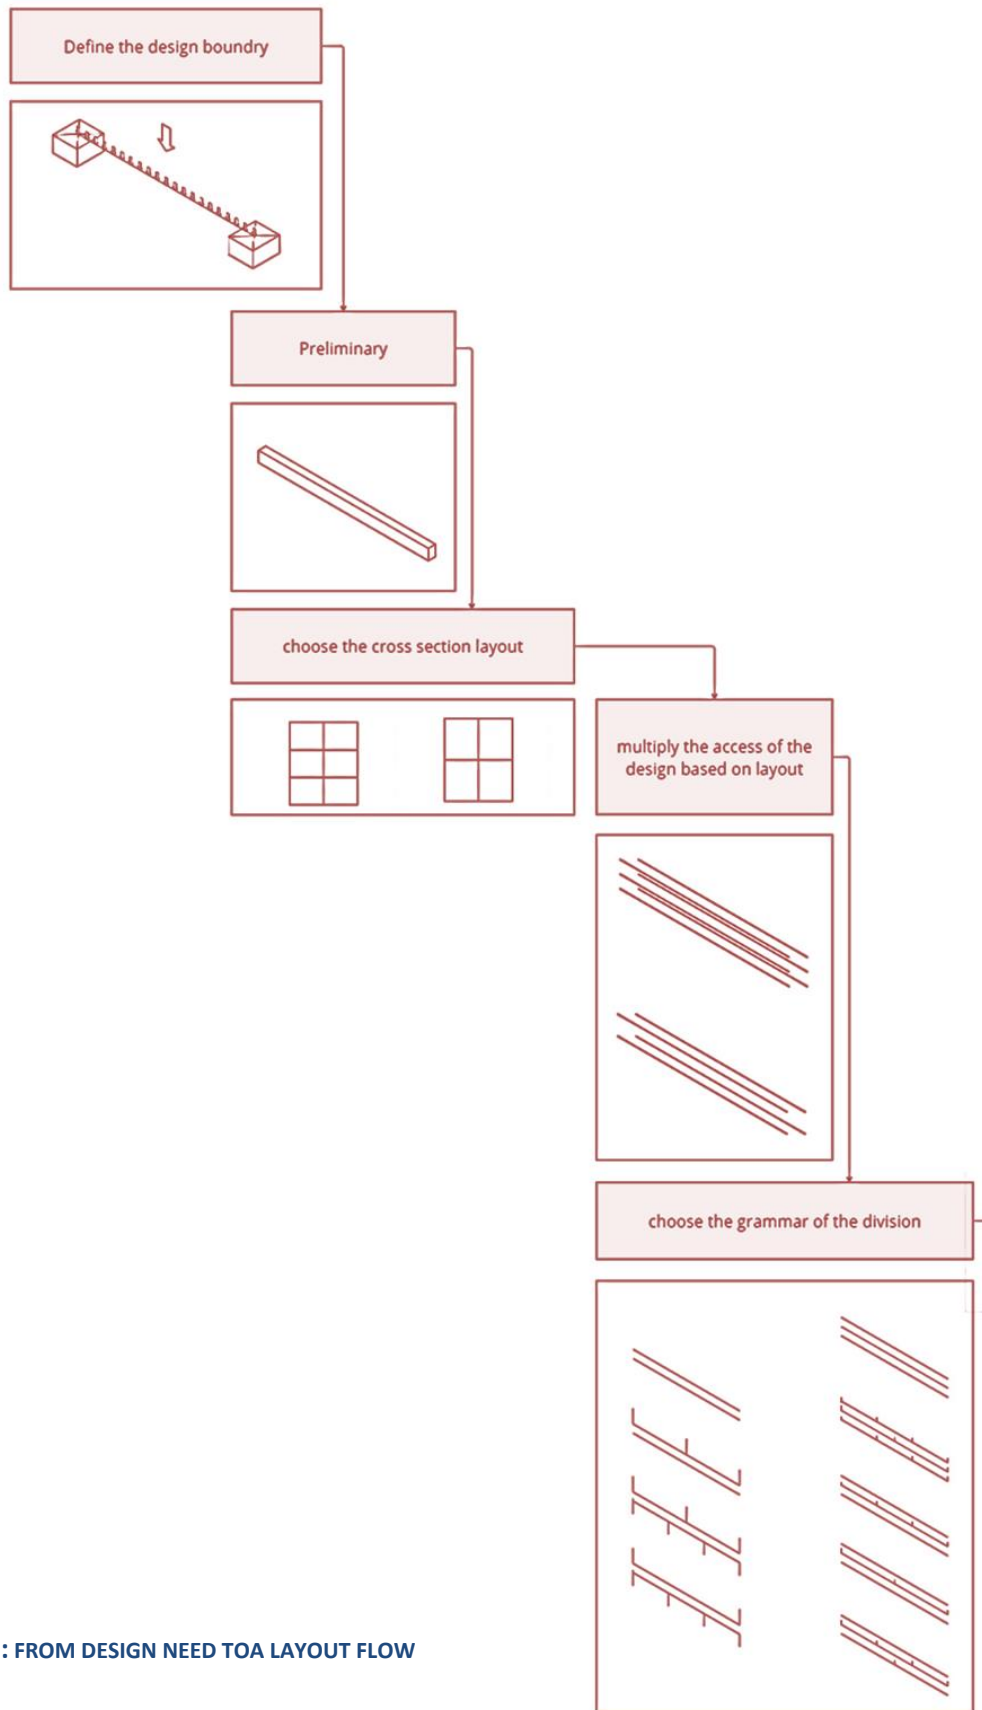 Define the design boundry
Preliminary
choose the cross section layout
multiply the access of the
design based on layout
choose the grammar of the division
: FROM DESIGN NEED TOA LAYOUT FLOW